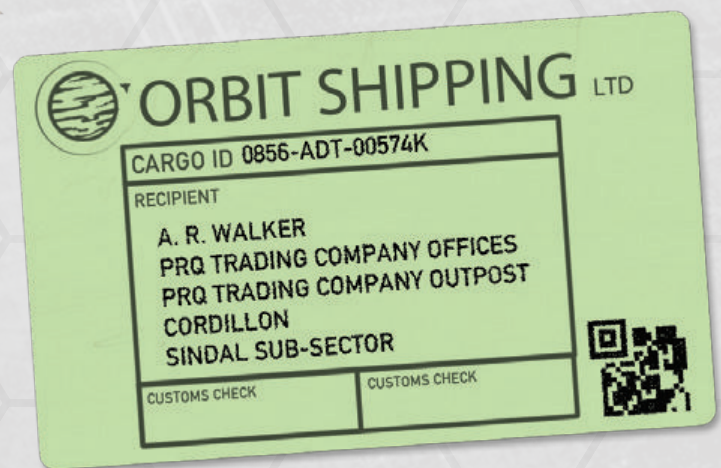 ORBIT SHIPPING LTD
CARGO ID 0856-ADT-00574K
RECIPIENT
A. R. WALKER
PRQ TRADING COMPANY OFFICES
PRQ TRADING COMPANY OUTPOST
CORDILLON
SINDAL SUB-SECTOR
CUSTOMS CHECK
CUSTOMS CHECK